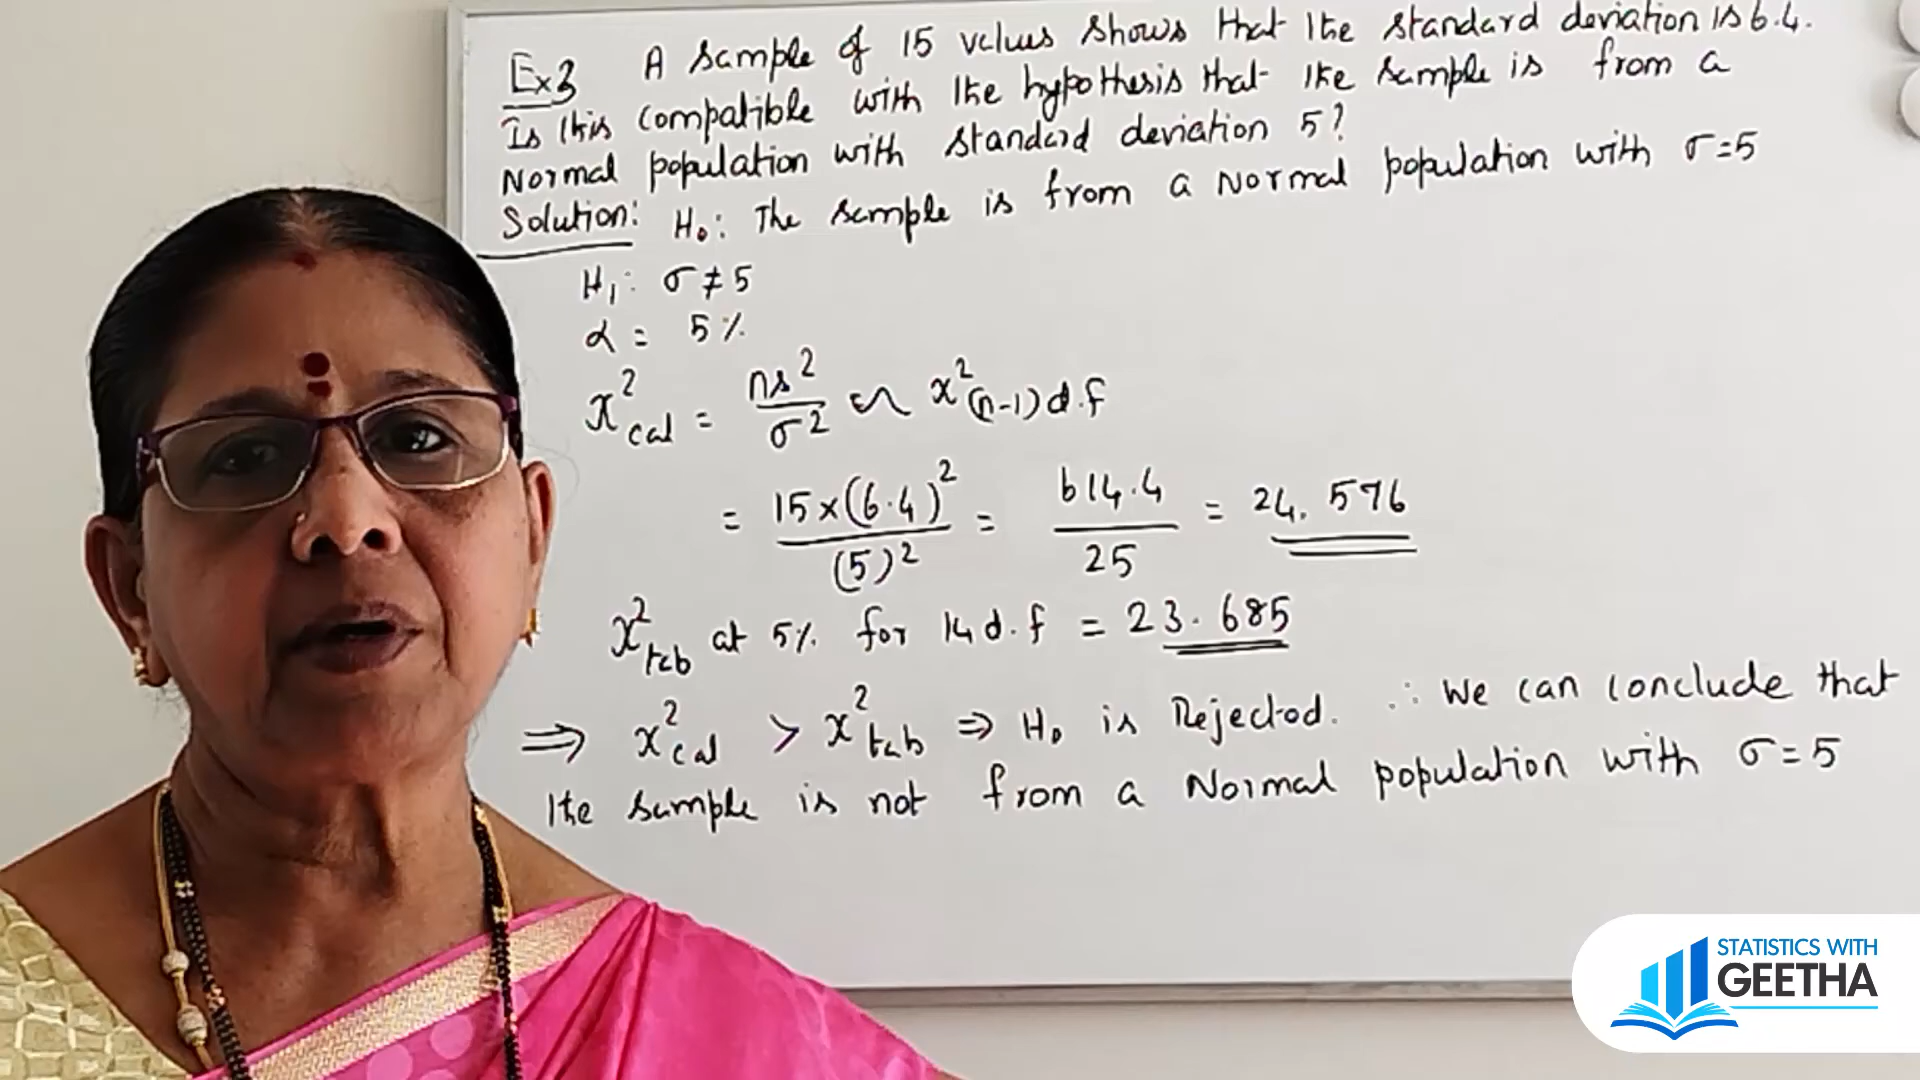 Ex3 A sample of 15 values shows that the standard deviation is 6.4.
Is this compatible with the hypothesis that the sample is from a
Normal population with standard deviation 5?
Solution: H₀: The sample is from a Normal population with σ=5
H₁: σ ≠ 5
α = 5%
χ²cal = ns²/σ² ∼ χ²(n-1)d.f
= 15×(6.4)²/(5)² = 614.4/25 = 24.576
χ²tab at 5% for 14 d.f = 23.685
⇒ χ²cal > χ²tab ⇒ H₀ is Rejected. ∴ We can conclude that
the sample is not from a Normal population with σ=5
STATISTICS WITH
GEETHA